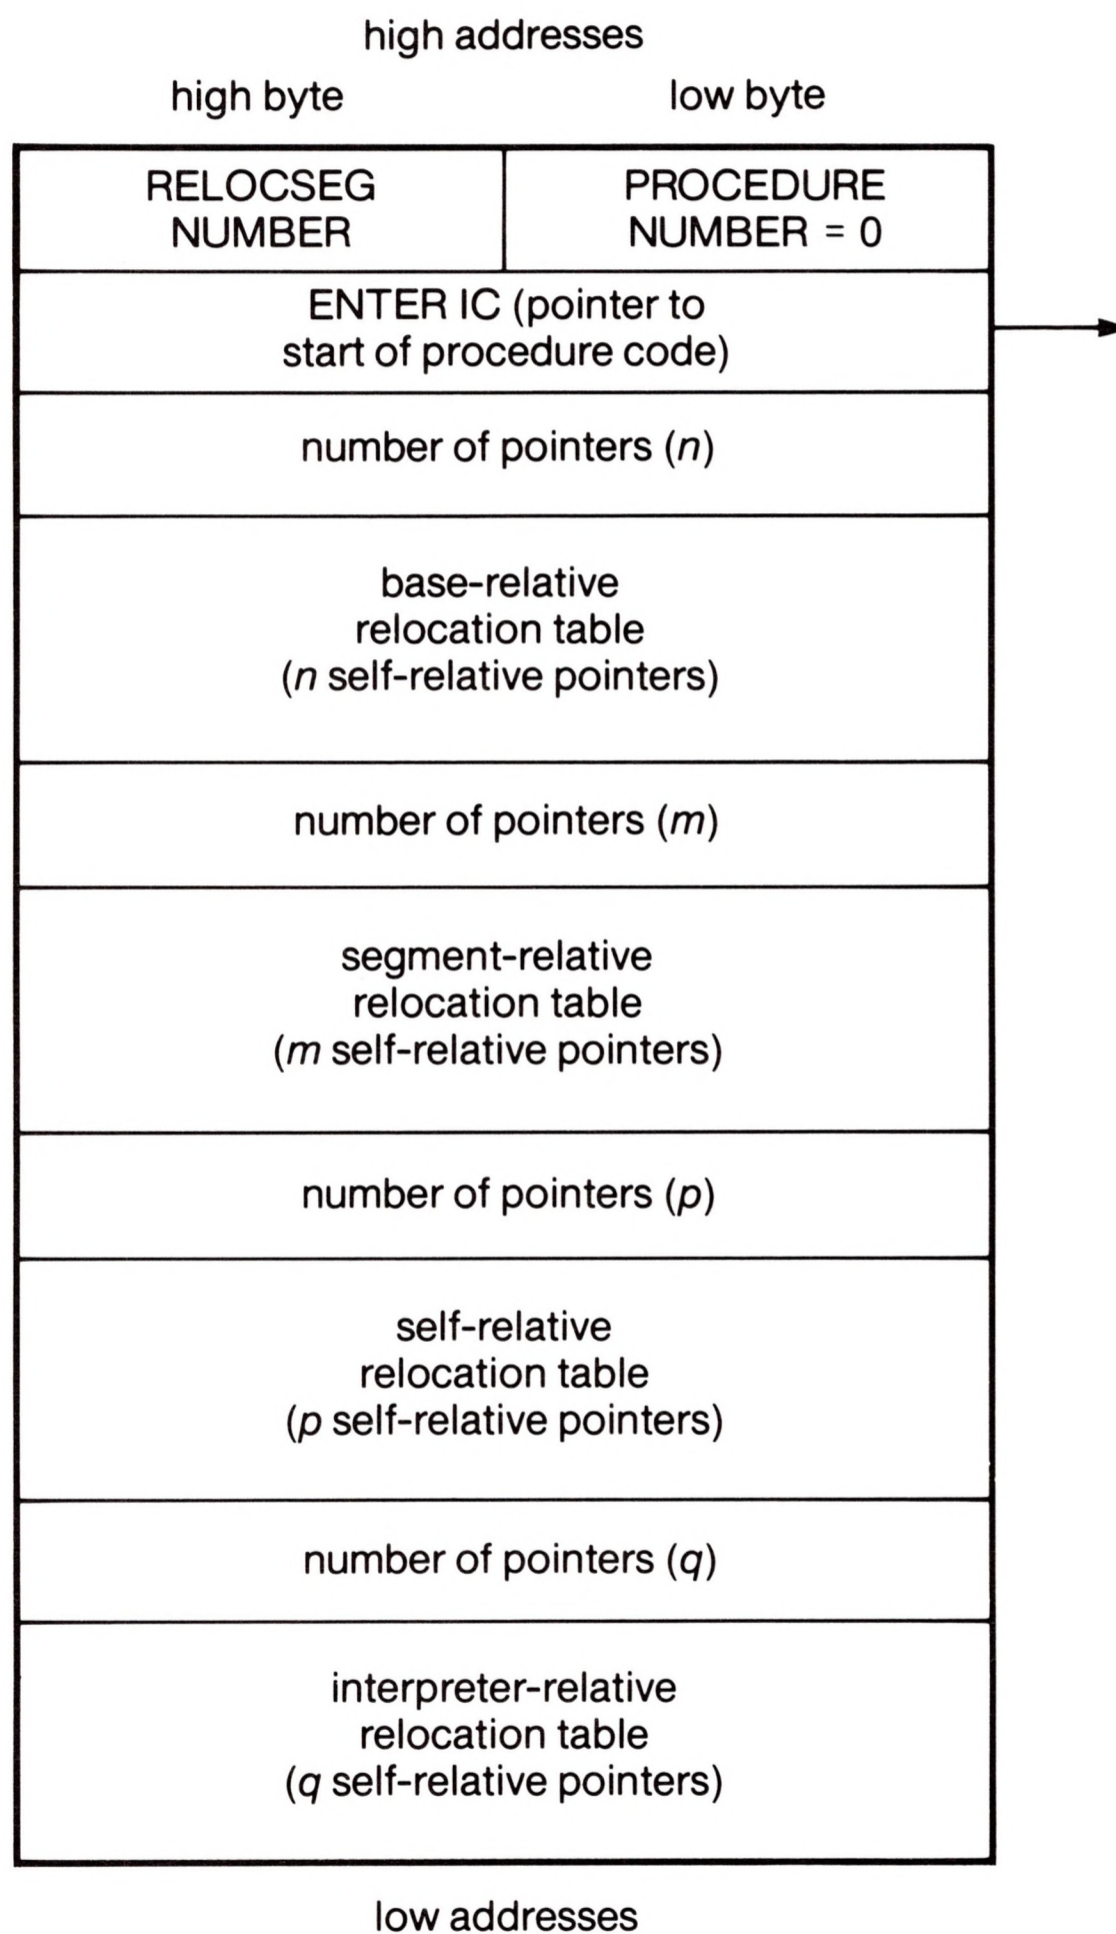 high addresses
high byte low byte
RELOCSEG
NUMBER
PROCEDURE
NUMBER = 0
ENTER IC (pointer to
start of procedure code)
number of pointers (n)
base-relative
relocation table
(n self-relative pointers)
number of pointers (m)
segment-relative
relocation table
(m self-relative pointers)
number of pointers (p)
self-relative
relocation table
(p self-relative pointers)
number of pointers (q)
interpreter-relative
relocation table
(q self-relative pointers)
low addresses